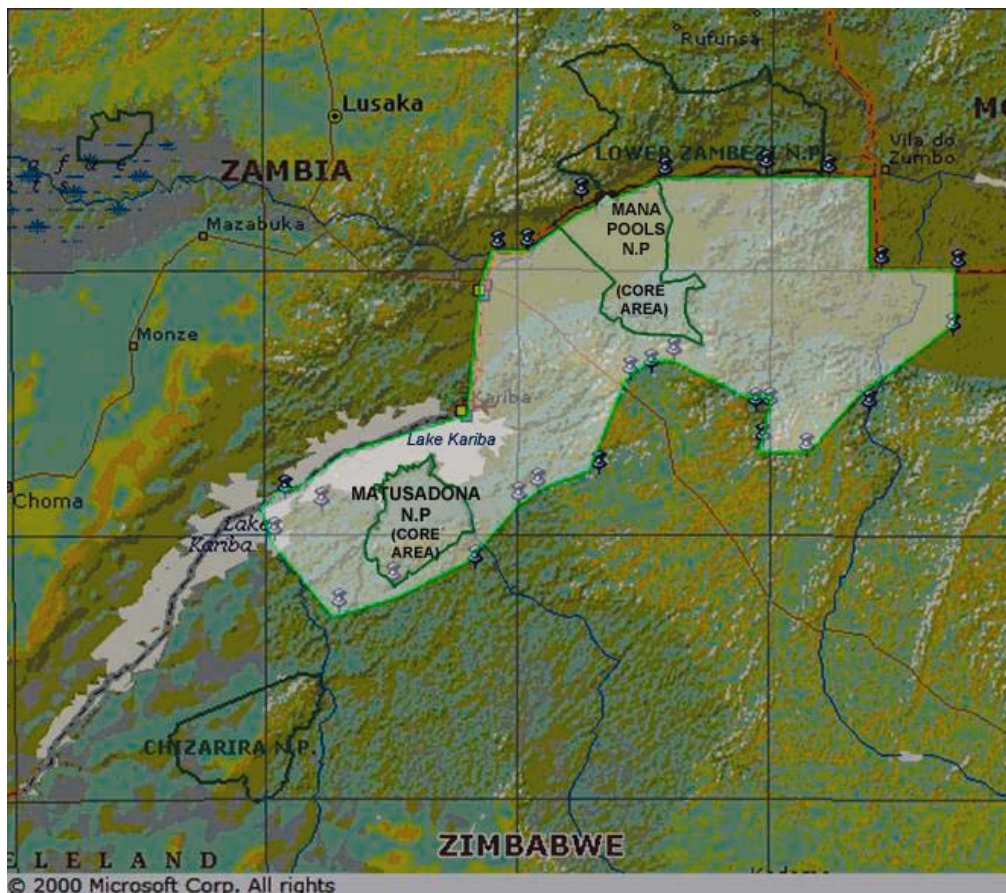 Rufunsa
Lusaka
Vila do
Zumbo
LOWER ZAMBEZI N.P.
ZAMBIA
MANA
POOLS
N.P
Mazabuka
(CORE
AREA)
Monze
Kariba
Lake Kariba
MATUSADONA
N.P
(CORE
AREA)
Choma
Lake
Kariba
CHIZARIRA N.P.
ZIMBABWE
E L E L A N D
© 2000 Microsoft Corp. All rights